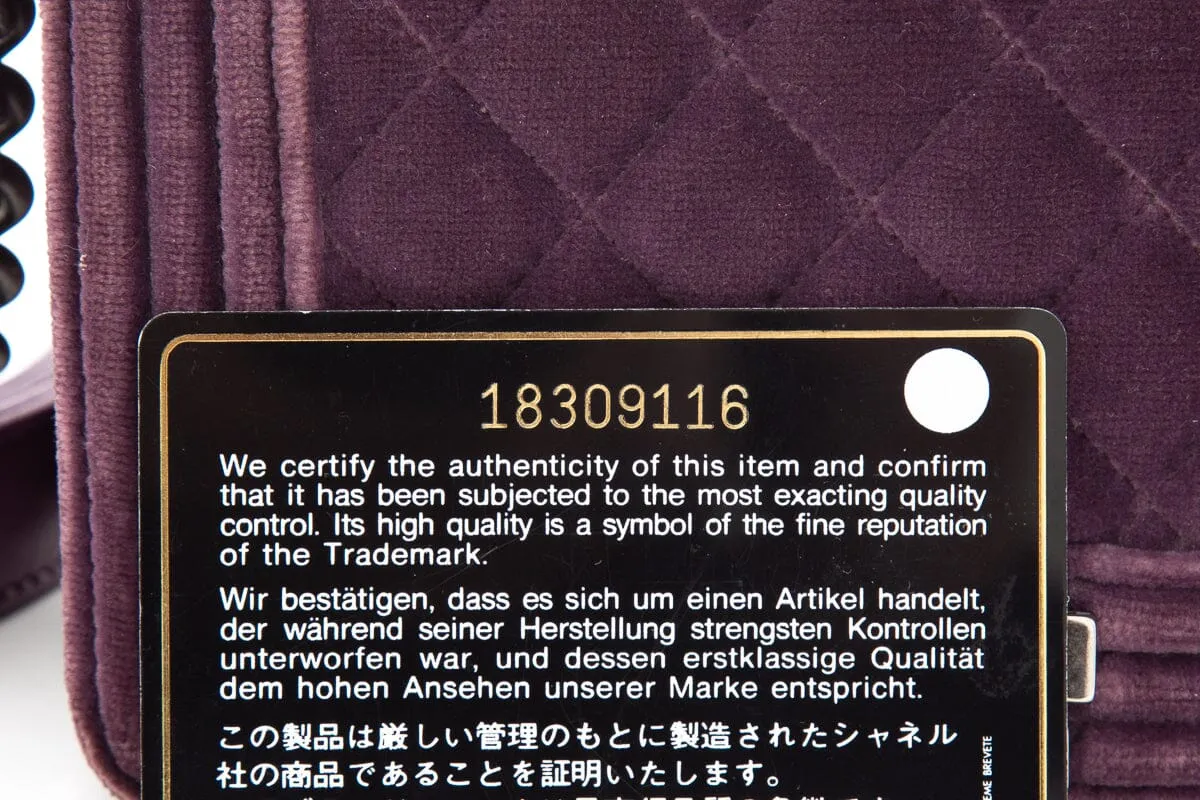 18309116
We certify the authenticity of this item and confirm
that it has been subjected to the most exacting quality
control. Its high quality is a symbol of the fine reputation
of the Trademark.
Wir bestätigen, dass es sich um einen Artikel handelt,
der während seiner Herstellung strengsten Kontrollen
unterworfen war, und dessen erstklassige Qualität
dem hohen Ansehen unserer Marke entspricht.
この製品は厳しい管理のもとに製造されたシャネル
社の商品であることを証明いたします。
BREVETE